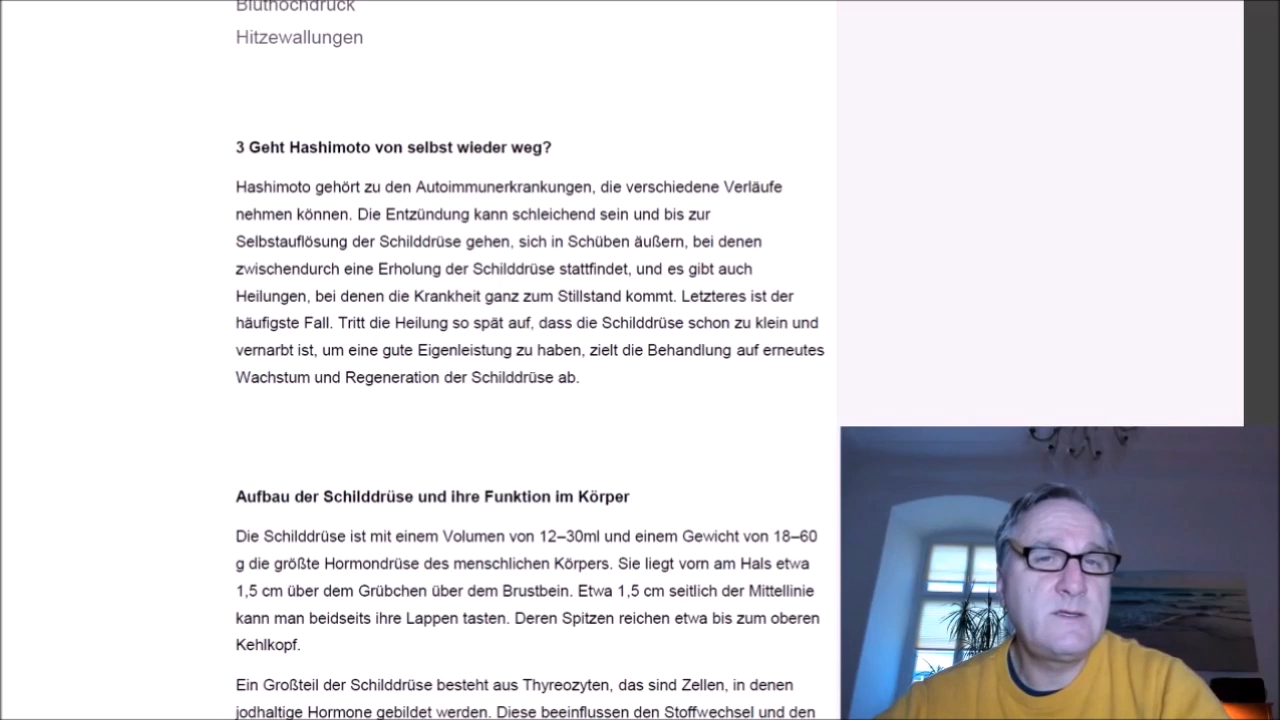 Bluthochdruck
Hitzewallungen
3 Geht Hashimoto von selbst wieder weg?
Hashimoto gehört zu den Autoimmunerkrankungen, die verschiedene Verläufe
nehmen können. Die Entzündung kann schleichend sein und bis zur
Selbstauflösung der Schilddrüse gehen, sich in Schüben äußern, bei denen
zwischendurch eine Erholung der Schilddrüse stattfindet, und es gibt auch
Heilungen, bei denen die Krankheit ganz zum Stillstand kommt. Letzteres ist der
häufigste Fall. Tritt die Heilung so spät auf, dass die Schilddrüse schon zu klein und
vernarbt ist, um eine gute Eigenleistung zu haben, zielt die Behandlung auf erneutes
Wachstum und Regeneration der Schilddrüse ab.
Aufbau der Schilddrüse und ihre Funktion im Körper
Die Schilddrüse ist mit einem Volumen von 12–30ml und einem Gewicht von 18–60
g die größte Hormondrüse des menschlichen Körpers. Sie liegt vorn am Hals etwa
1,5 cm über dem Grübchen über dem Brustbein. Etwa 1,5 cm seitlich der Mittellinie
kann man beidseits ihre Lappen tasten. Deren Spitzen reichen etwa bis zum oberen
Kehlkopf.
Ein Großteil der Schilddrüse besteht aus Thyreozyten, das sind Zellen, in denen
jodhaltige Hormone gebildet werden. Diese beeinflussen den Stoffwechsel und den